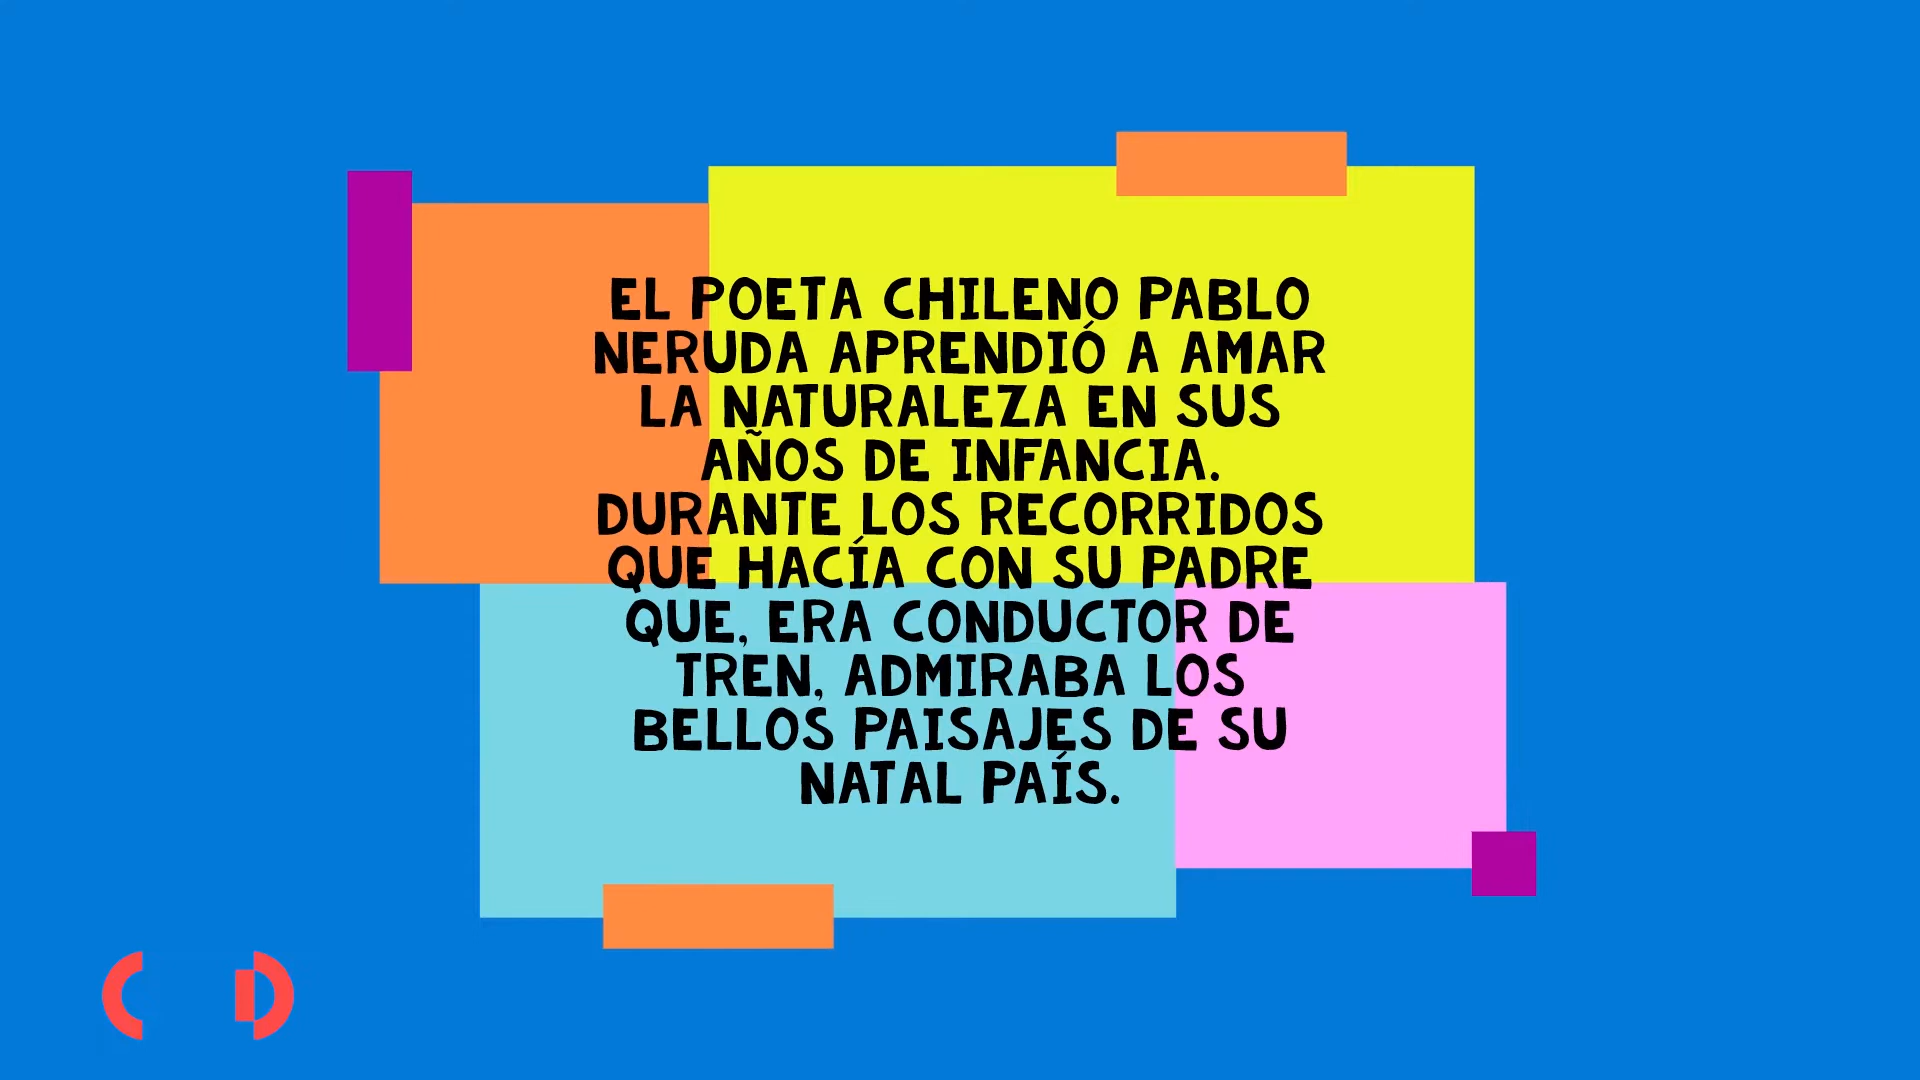 EL POETA CHILENO PABLO
NERUDA APRENDIÓ A AMAR
LA NATURALEZA EN SUS
AÑOS DE INFANCIA.
DURANTE LOS RECORRIDOS
QUE HACÍA CON SU PADRE
QUE, ERA CONDUCTOR DE
TREN, ADMIRABA LOS
BELLOS PAISAJES DE SU
NATAL PAÍS.